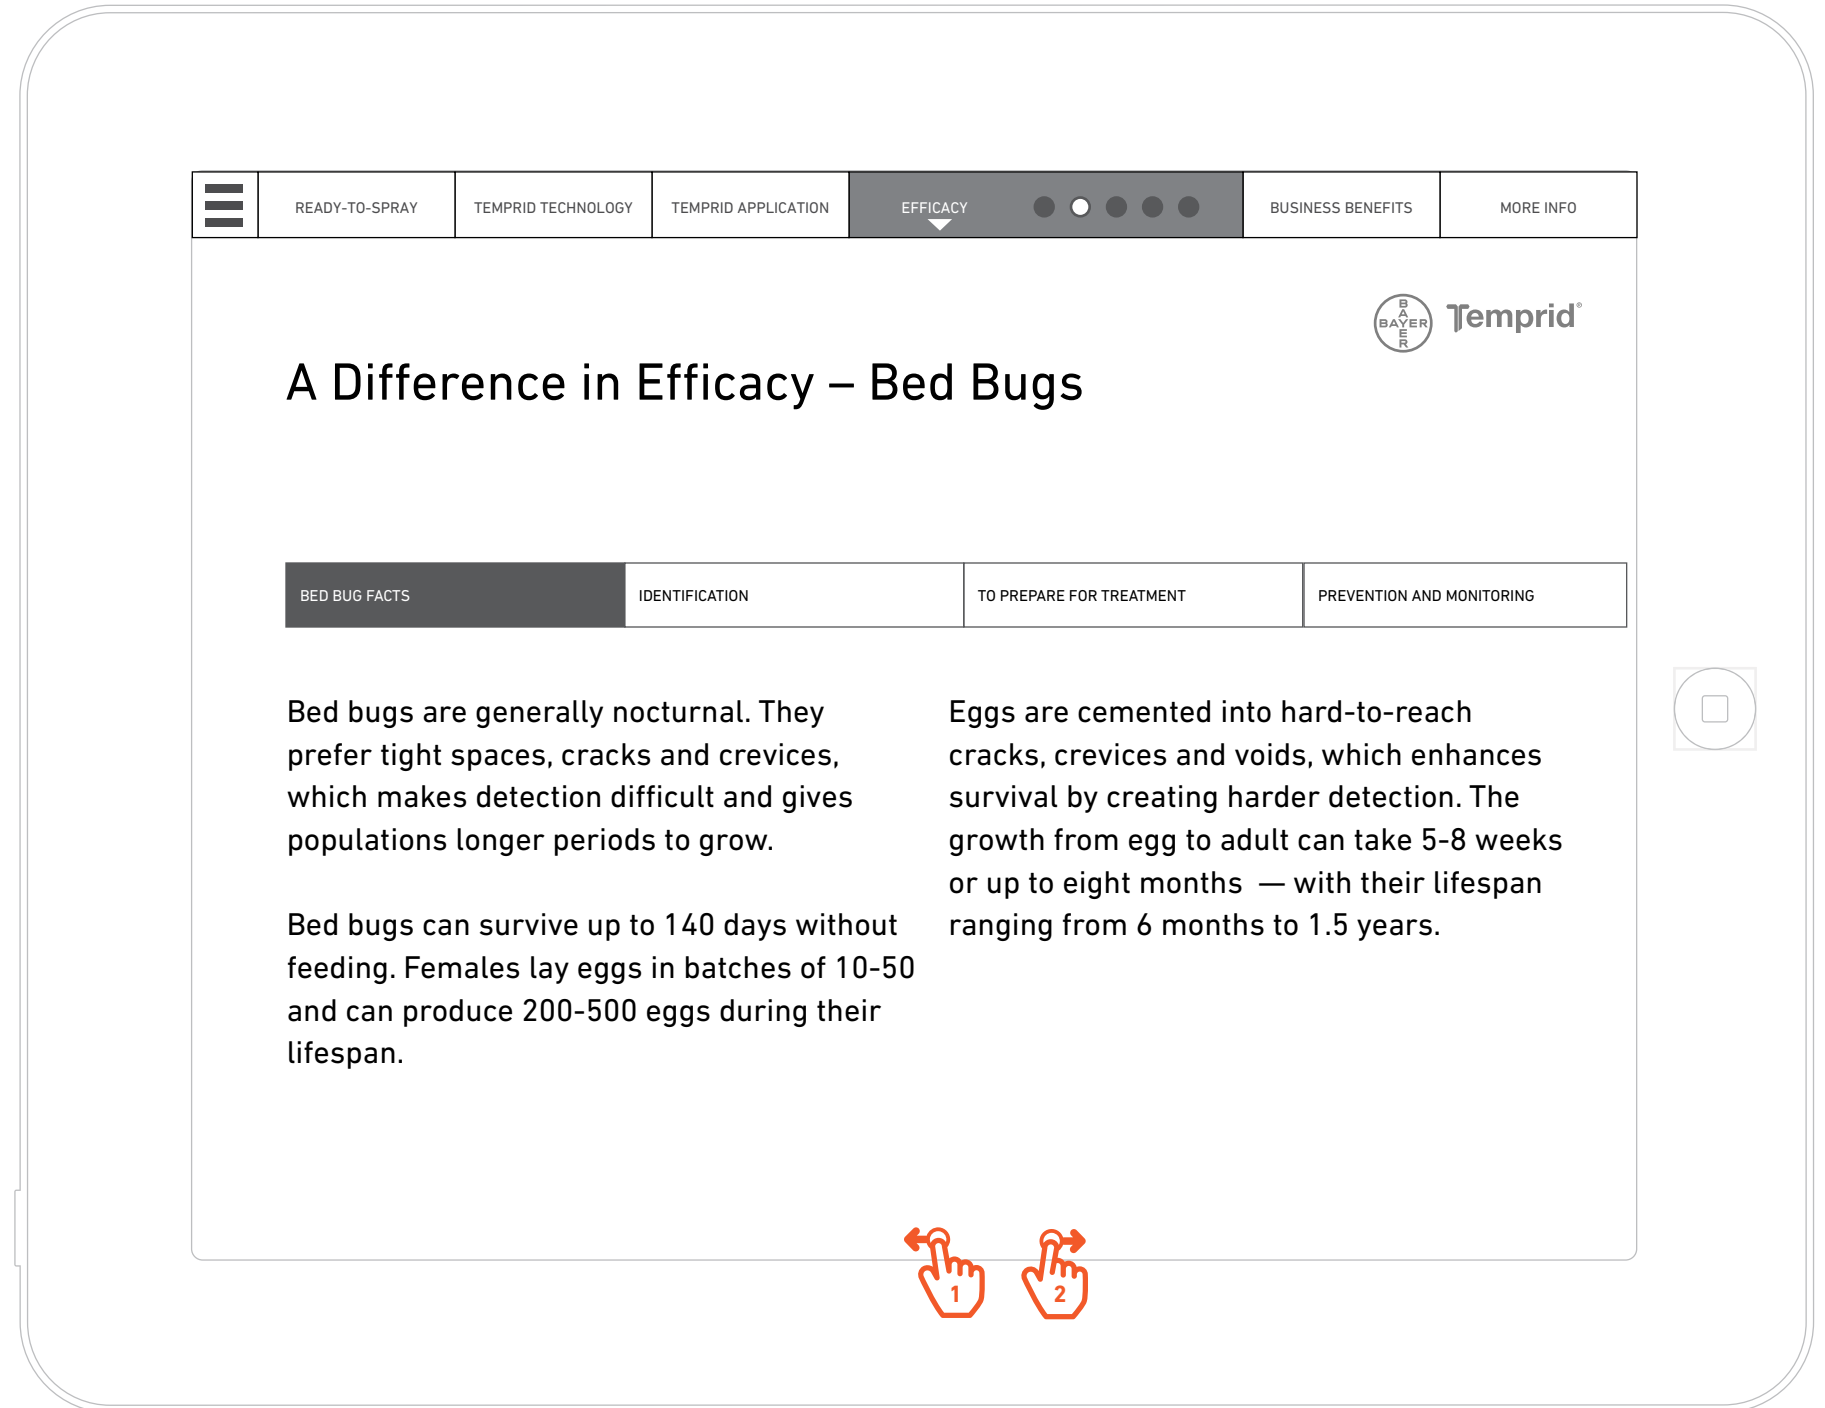 READY-TO-SPRAY
TEMPRID TECHNOLOGY
TEMPRID APPLICATION
EFFICACY
BUSINESS BENEFITS
MORE INFO
BAYER
BAYER
Temprid®
A Difference in Efficacy – Bed Bugs
BED BUG FACTS
IDENTIFICATION
TO PREPARE FOR TREATMENT
PREVENTION AND MONITORING
Bed bugs are generally nocturnal. They
prefer tight spaces, cracks and crevices,
which makes detection difficult and gives
populations longer periods to grow.
Bed bugs can survive up to 140 days without
feeding. Females lay eggs in batches of 10-50
and can produce 200-500 eggs during their
lifespan.
Eggs are cemented into hard-to-reach
cracks, crevices and voids, which enhances
survival by creating harder detection. The
growth from egg to adult can take 5-8 weeks
or up to eight months — with their lifespan
ranging from 6 months to 1.5 years.
1
2